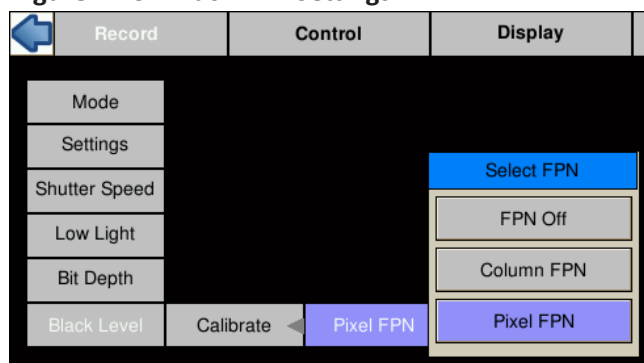 Record Control Display
Mode
Settings
Select FPN
Shutter Speed
FPN Off
Low Light
Column FPN
Bit Depth
Black Level Calibrate Pixel FPN Pixel FPN